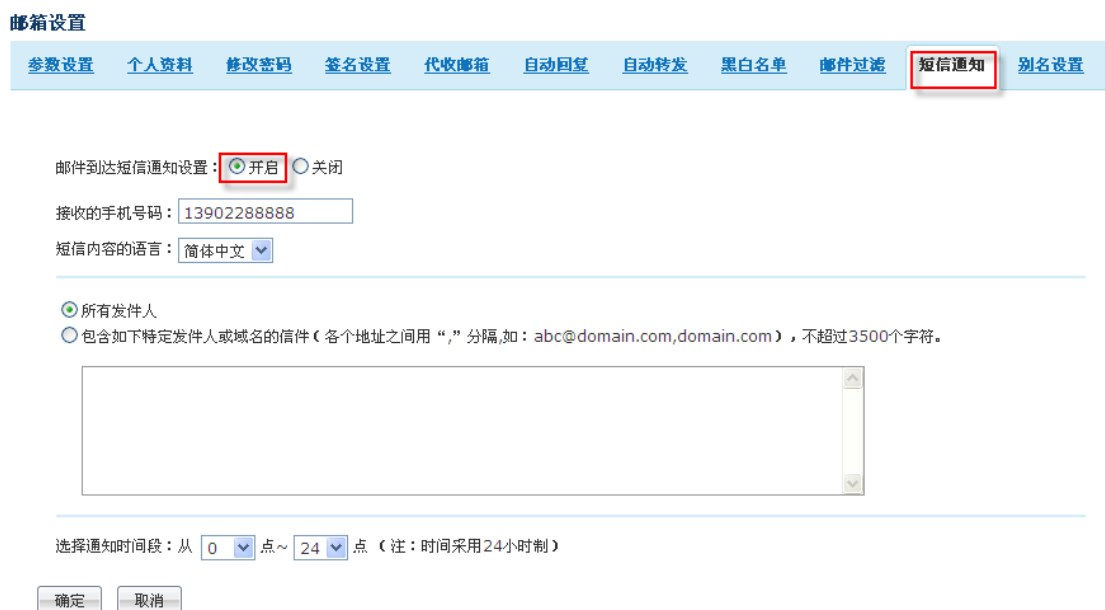 邮箱设置
参数设置 个人资料 修改密码 签名设置 代收邮箱 自动回复 自动转发 黑白名单 邮件过滤 短信通知 别名设置
邮件到达短信通知设置： 开启 关闭
接收的手机号码： 13902288888
短信内容的语言： 简体中文
所有发件人
包含如下特定发件人或域名的信件（各个地址之间用“,”分隔,如：abc@domain.com,domain.com），不超过3500个字符。
选择通知时间段：从 0 点~ 24 点 （注：时间采用24小时制）
确定 取消